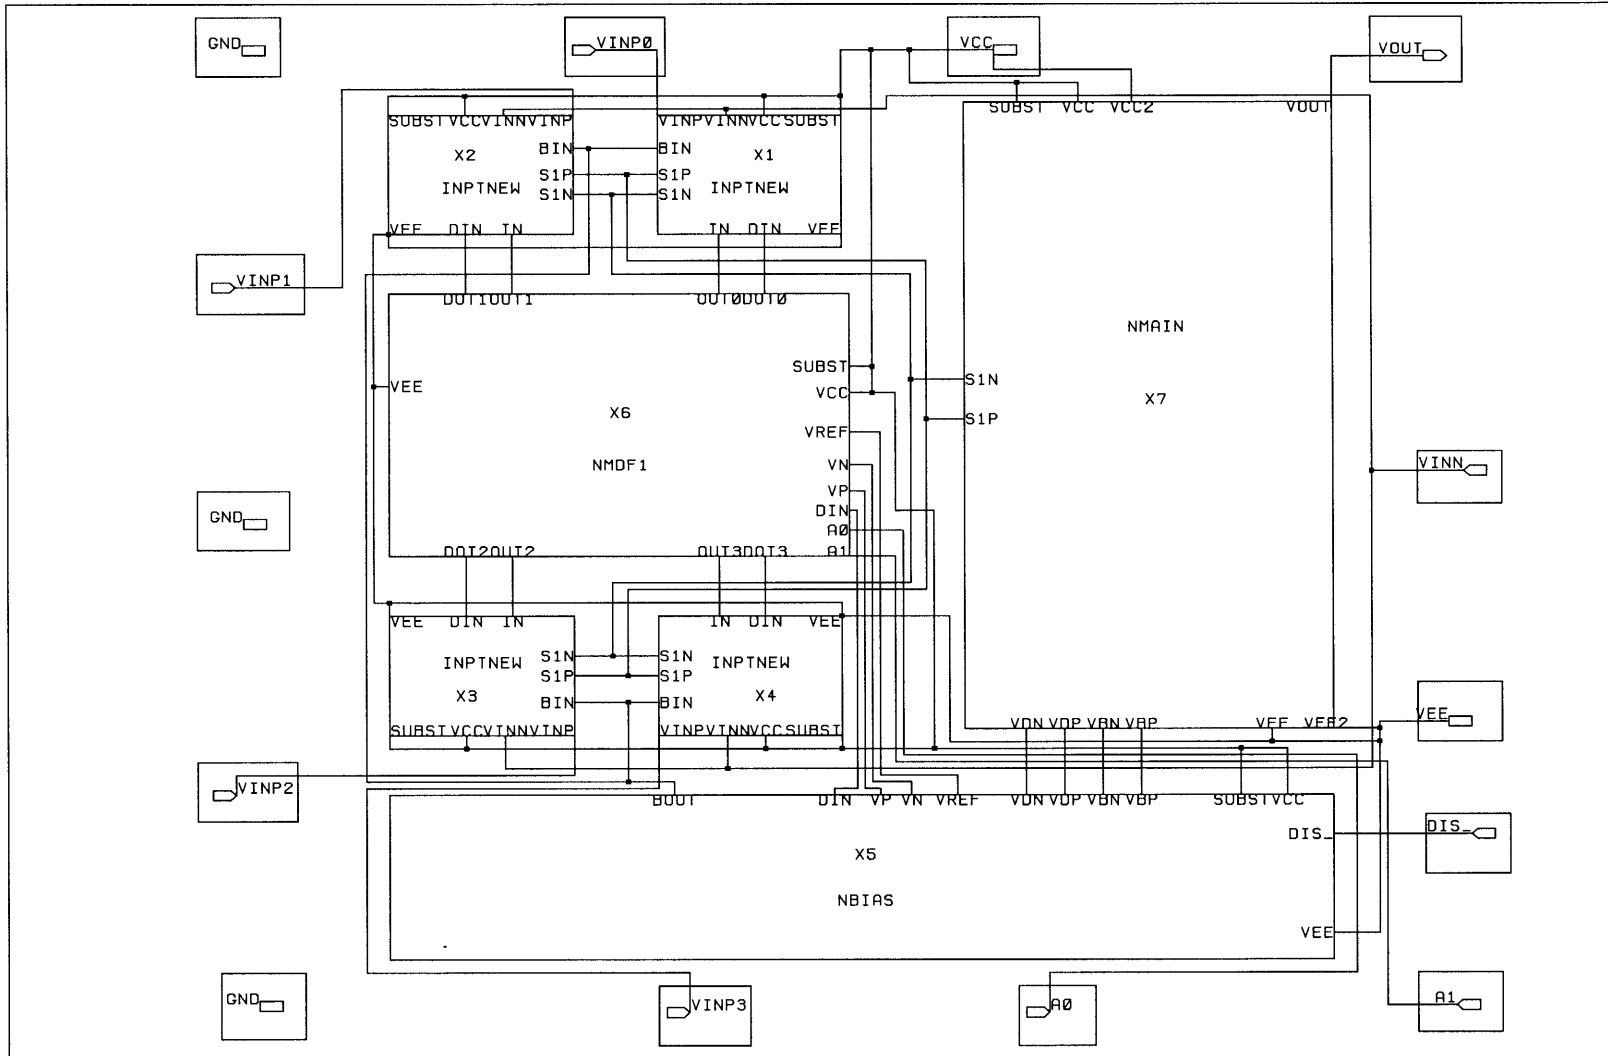 GND
VINP0
VCC
VOUT
SUBST VCC VINN VINP
VINP VINN VCC SUBST
SUBST VCC VCC2 VOUT
BIN
X2
S1P
INPTNEW
S1N
VEE DIN IN
BIN
X1
S1P
INPTNEW
S1N
IN DIN VEE
VINP1
DOT1 OUT1
OUT0 DOT0
NMAIN
SUBST
VEE
VCC
X6
VREF
NMDF1
VN
VP
DIN
A0
A1
S1N
X7
S1P
VINN
GND
DOT2 OUT2
OUT3 DOT3
VEE DIN IN
IN DIN VEE
INPTNEW
S1N
S1P
X3
BIN
SUBST VCC VINN VINP
S1N
INPTNEW
S1P
X4
BIN
VINP VINN VCC SUBST
VDN VDP VBN VBP
VEE VEE2
VEE
VINP2
BOUT
DIN VP VN VREF
VDN VDP VBN VBP
SUBST VCC
DIS_
DIS_
X5
NBIAS
VEE
GND
VINP3
A0
A1